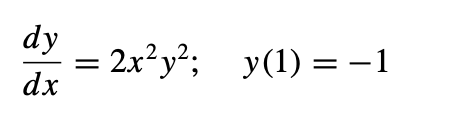 dy/dx = 2x²y²; y(1) = −1